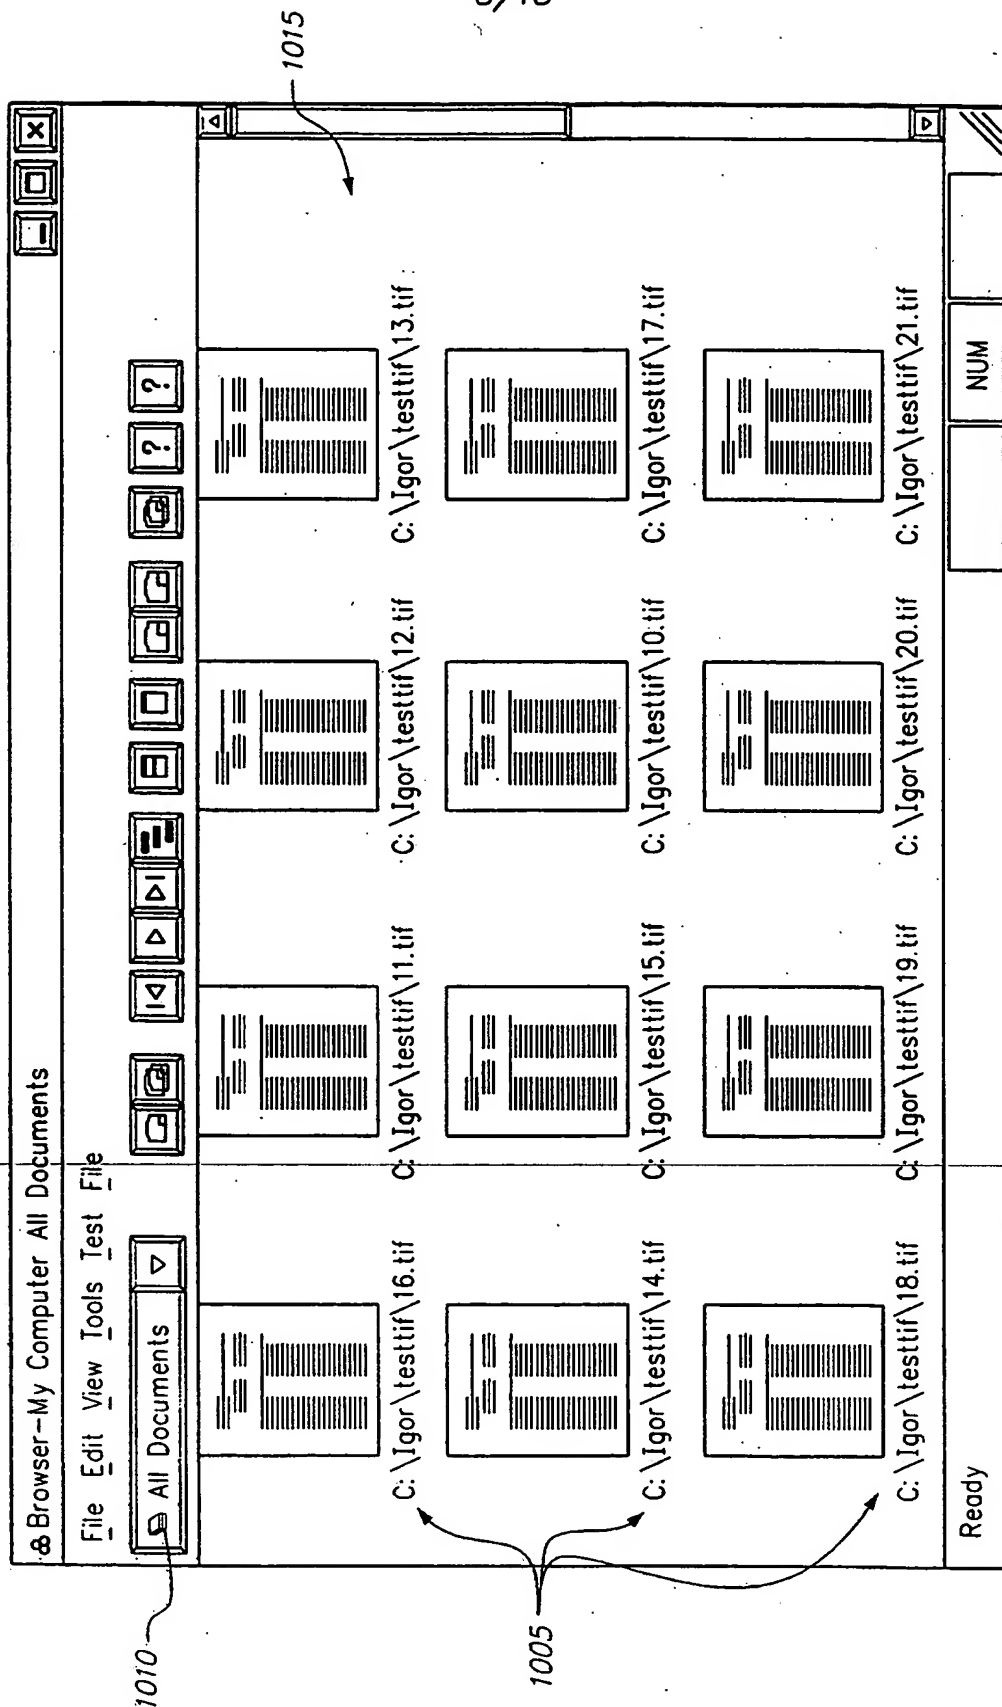 1015
Browser-My Computer All Documents
File Edit View Tools Test File
All Documents
? ?
1010
C:\Igor\testtif\16.tif C:\Igor\testtif\11.tif C:\Igor\testtif\12.tif C:\Igor\testtif\13.tif
C:\Igor\testtif\14.tif C:\Igor\testtif\15.tif C:\Igor\testtif\10.tif C:\Igor\testtif\17.tif
C:\Igor\testtif\18.tif C:\Igor\testtif\19.tif C:\Igor\testtif\20.tif C:\Igor\testtif\21.tif
1005
Ready NUM